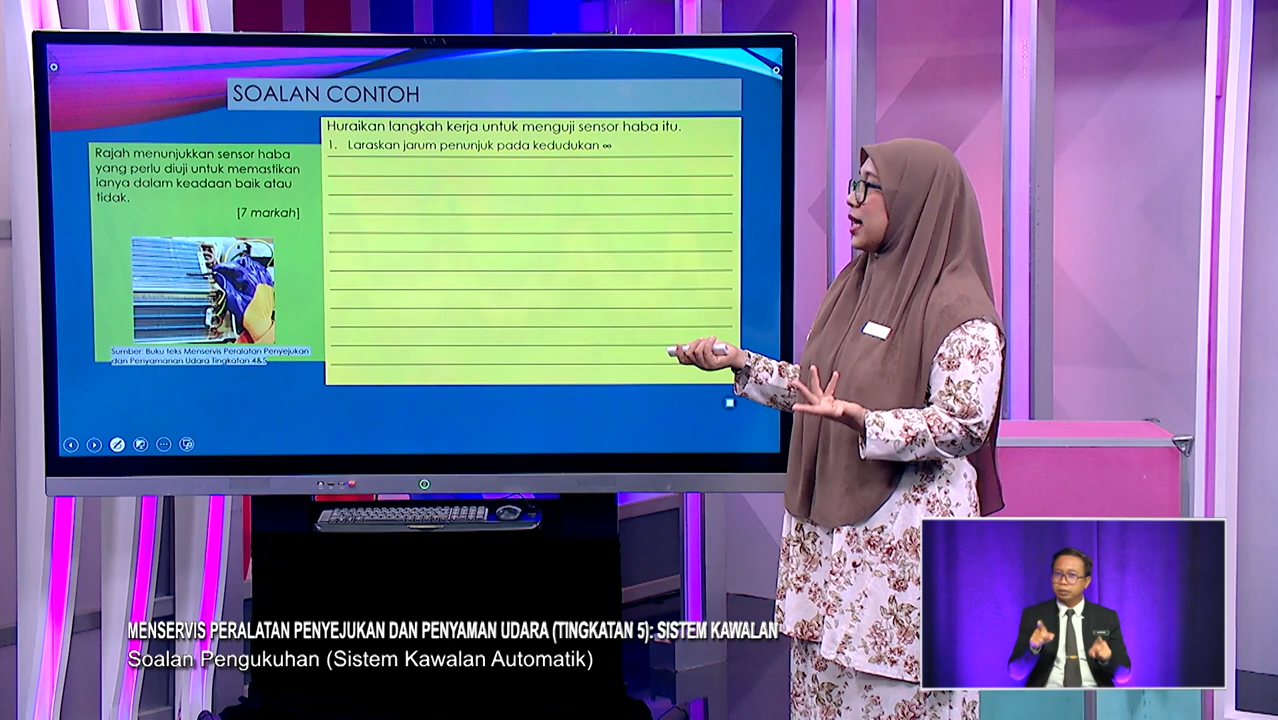 SOALAN CONTOH
Rajah menunjukkan sensor haba
yang perlu diuji untuk memastikan
ianya dalam keadaan baik atau
tidak.
[7 markah]
Sumber: Buku teks Menservis Peralatan Penyejukan
dan Penyamanan Udara Tingkatan 4&5
Huraikan langkah kerja untuk menguji sensor haba itu.
1. Laraskan jarum penunjuk pada kedudukan ∞
MENSERVIS PERALATAN PENYEJUKAN DAN PENYAMAN UDARA (TINGKATAN 5): SISTEM KAWALAN
Soalan Pengukuhan (Sistem Kawalan Automatik)